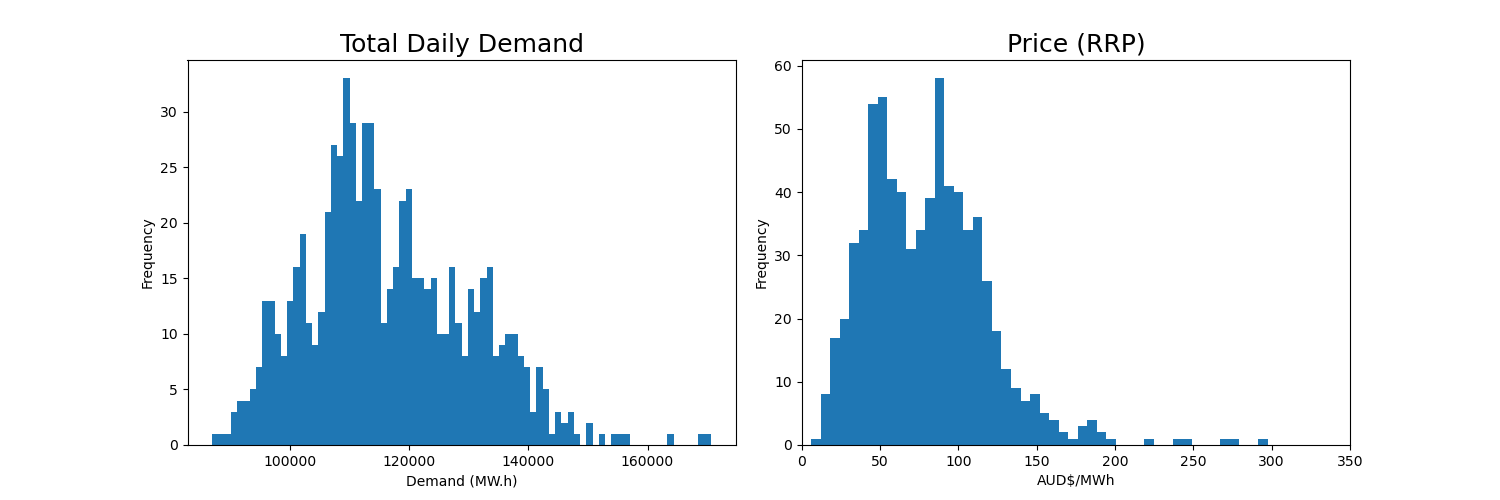 Total Daily Demand
Frequency
30
25
20
15
10
5
0
100000 120000 140000 160000
Demand (MW.h)
Price (RRP)
Frequency
60
50
40
30
20
10
0
0 50 100 150 200 250 300 350
AUD$/MWh